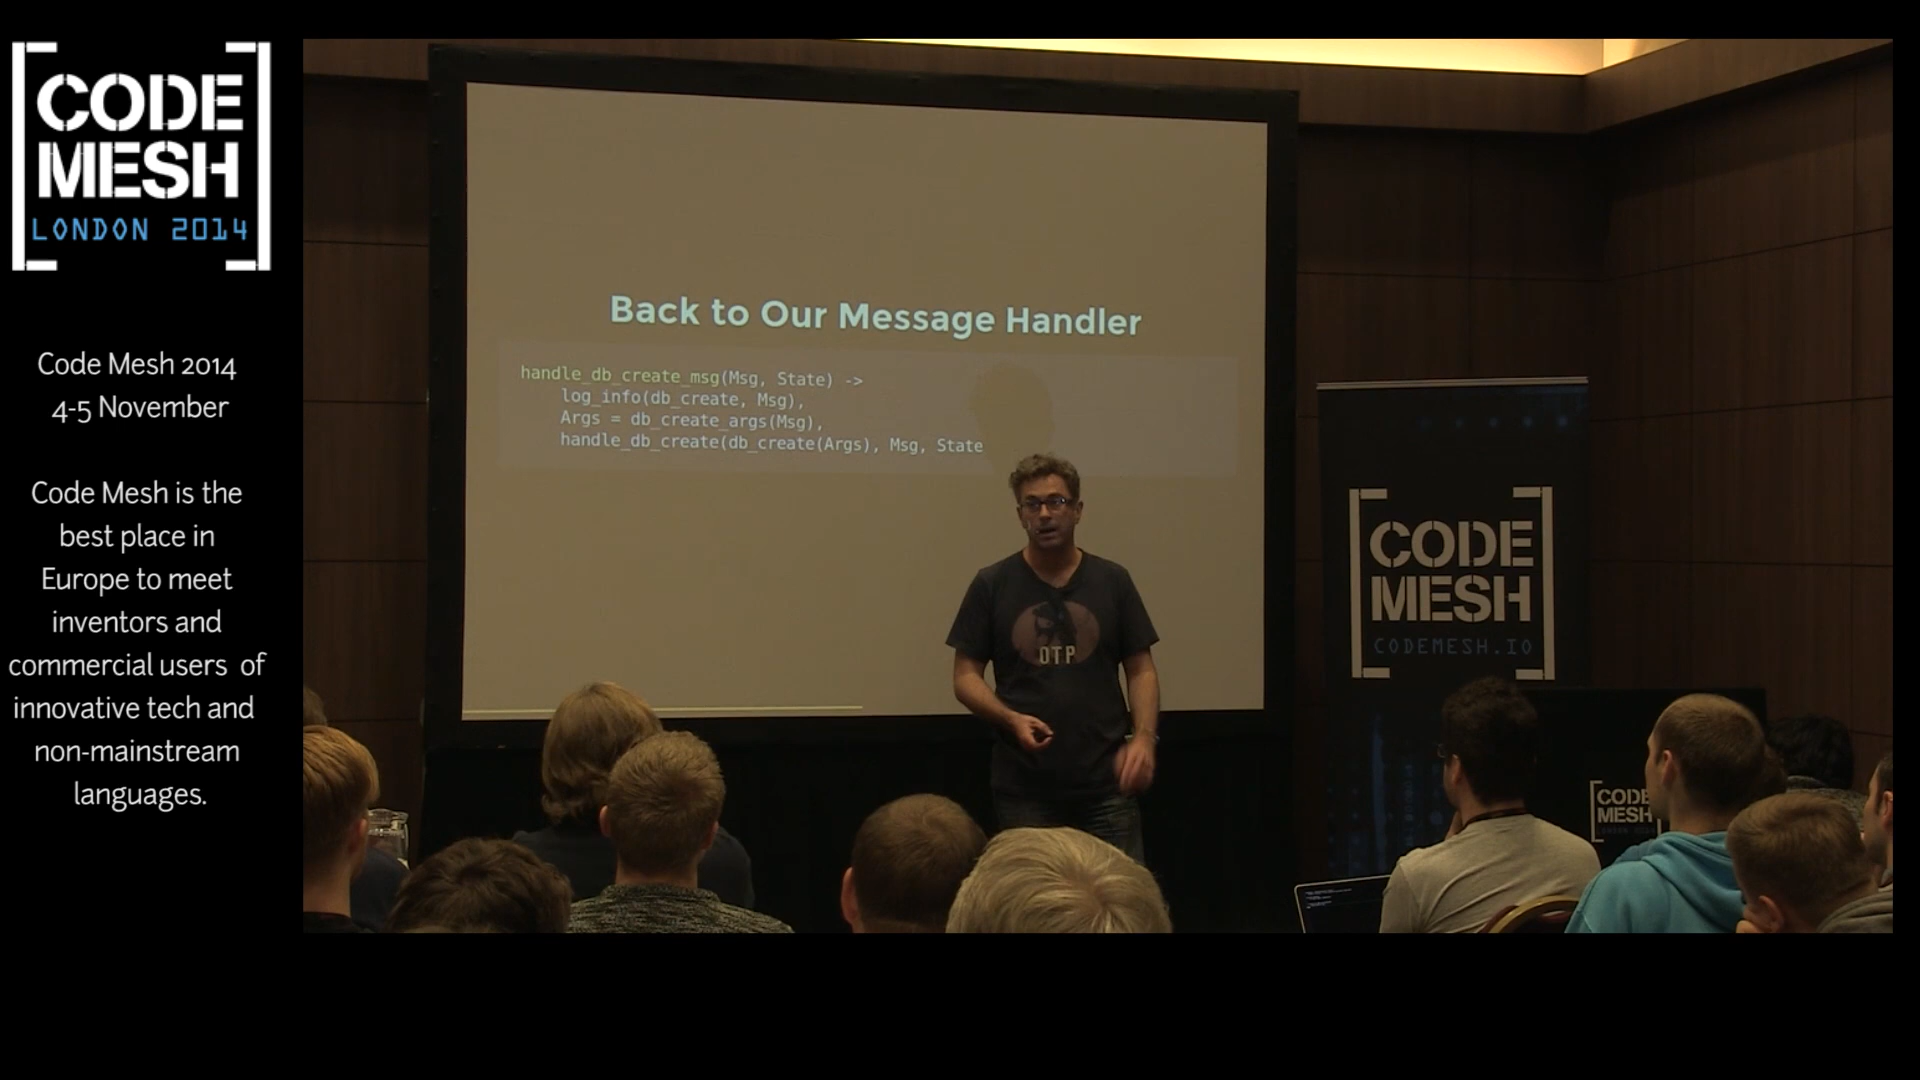 CODE
MESH
LONDON 2014
Code Mesh 2014
4-5 November
Code Mesh is the
best place in
Europe to meet
inventors and
commercial users of
innovative tech and
non-mainstream
languages.
Back to Our Message Handler
handle_db_create_msg(Msg, State) ->
log_info(db_create, Msg),
Args = db_create_args(Msg),
handle_db_create(db_create(Args), Msg, State
OTP
CODE
MESH
CODEMESH.IO
CODE
MESH